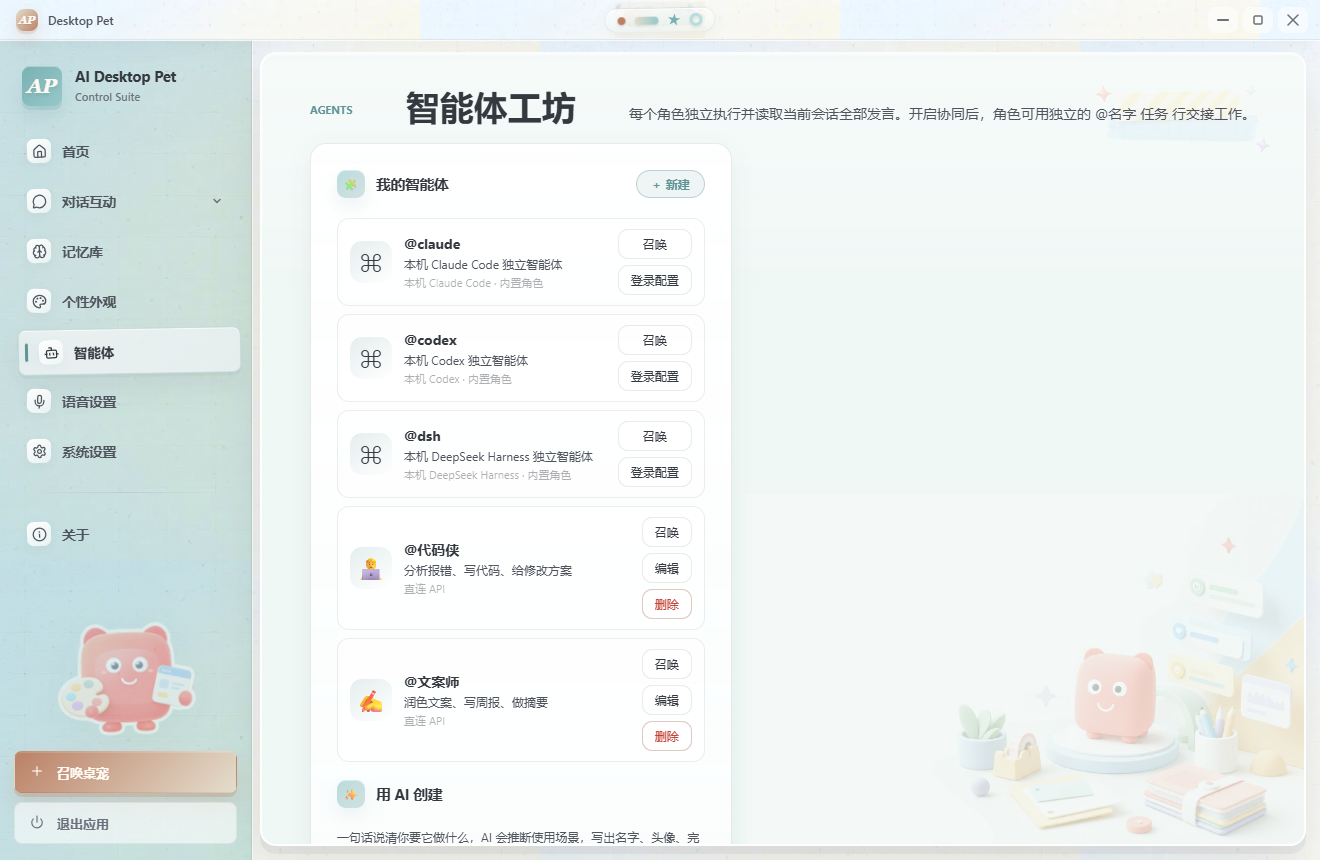 AP Desktop Pet
AP
AI Desktop Pet
Control Suite
首页
对话互动
记忆库
个性外观
智能体
语音设置
系统设置
关于
+ 召唤桌宠
退出应用
AGENTS
智能体工坊
每个角色独立执行并读取当前会话全部发言。开启协同后，角色可用独立的 @名字 任务 行交接工作。
我的智能体
+ 新建
@claude
本机 Claude Code 独立智能体
本机 Claude Code · 内置角色
召唤
登录配置
@codex
本机 Codex 独立智能体
本机 Codex · 内置角色
召唤
登录配置
@dsh
本机 DeepSeek Harness 独立智能体
本机 DeepSeek Harness · 内置角色
召唤
登录配置
@代码侠
分析报错、写代码、给修改方案
直连 API
召唤
编辑
删除
@文案师
润色文案、写周报、做摘要
直连 API
召唤
编辑
删除
用 AI 创建
一句话说清你要它做什么，AI 会推断使用场景，写出名字、头像、完